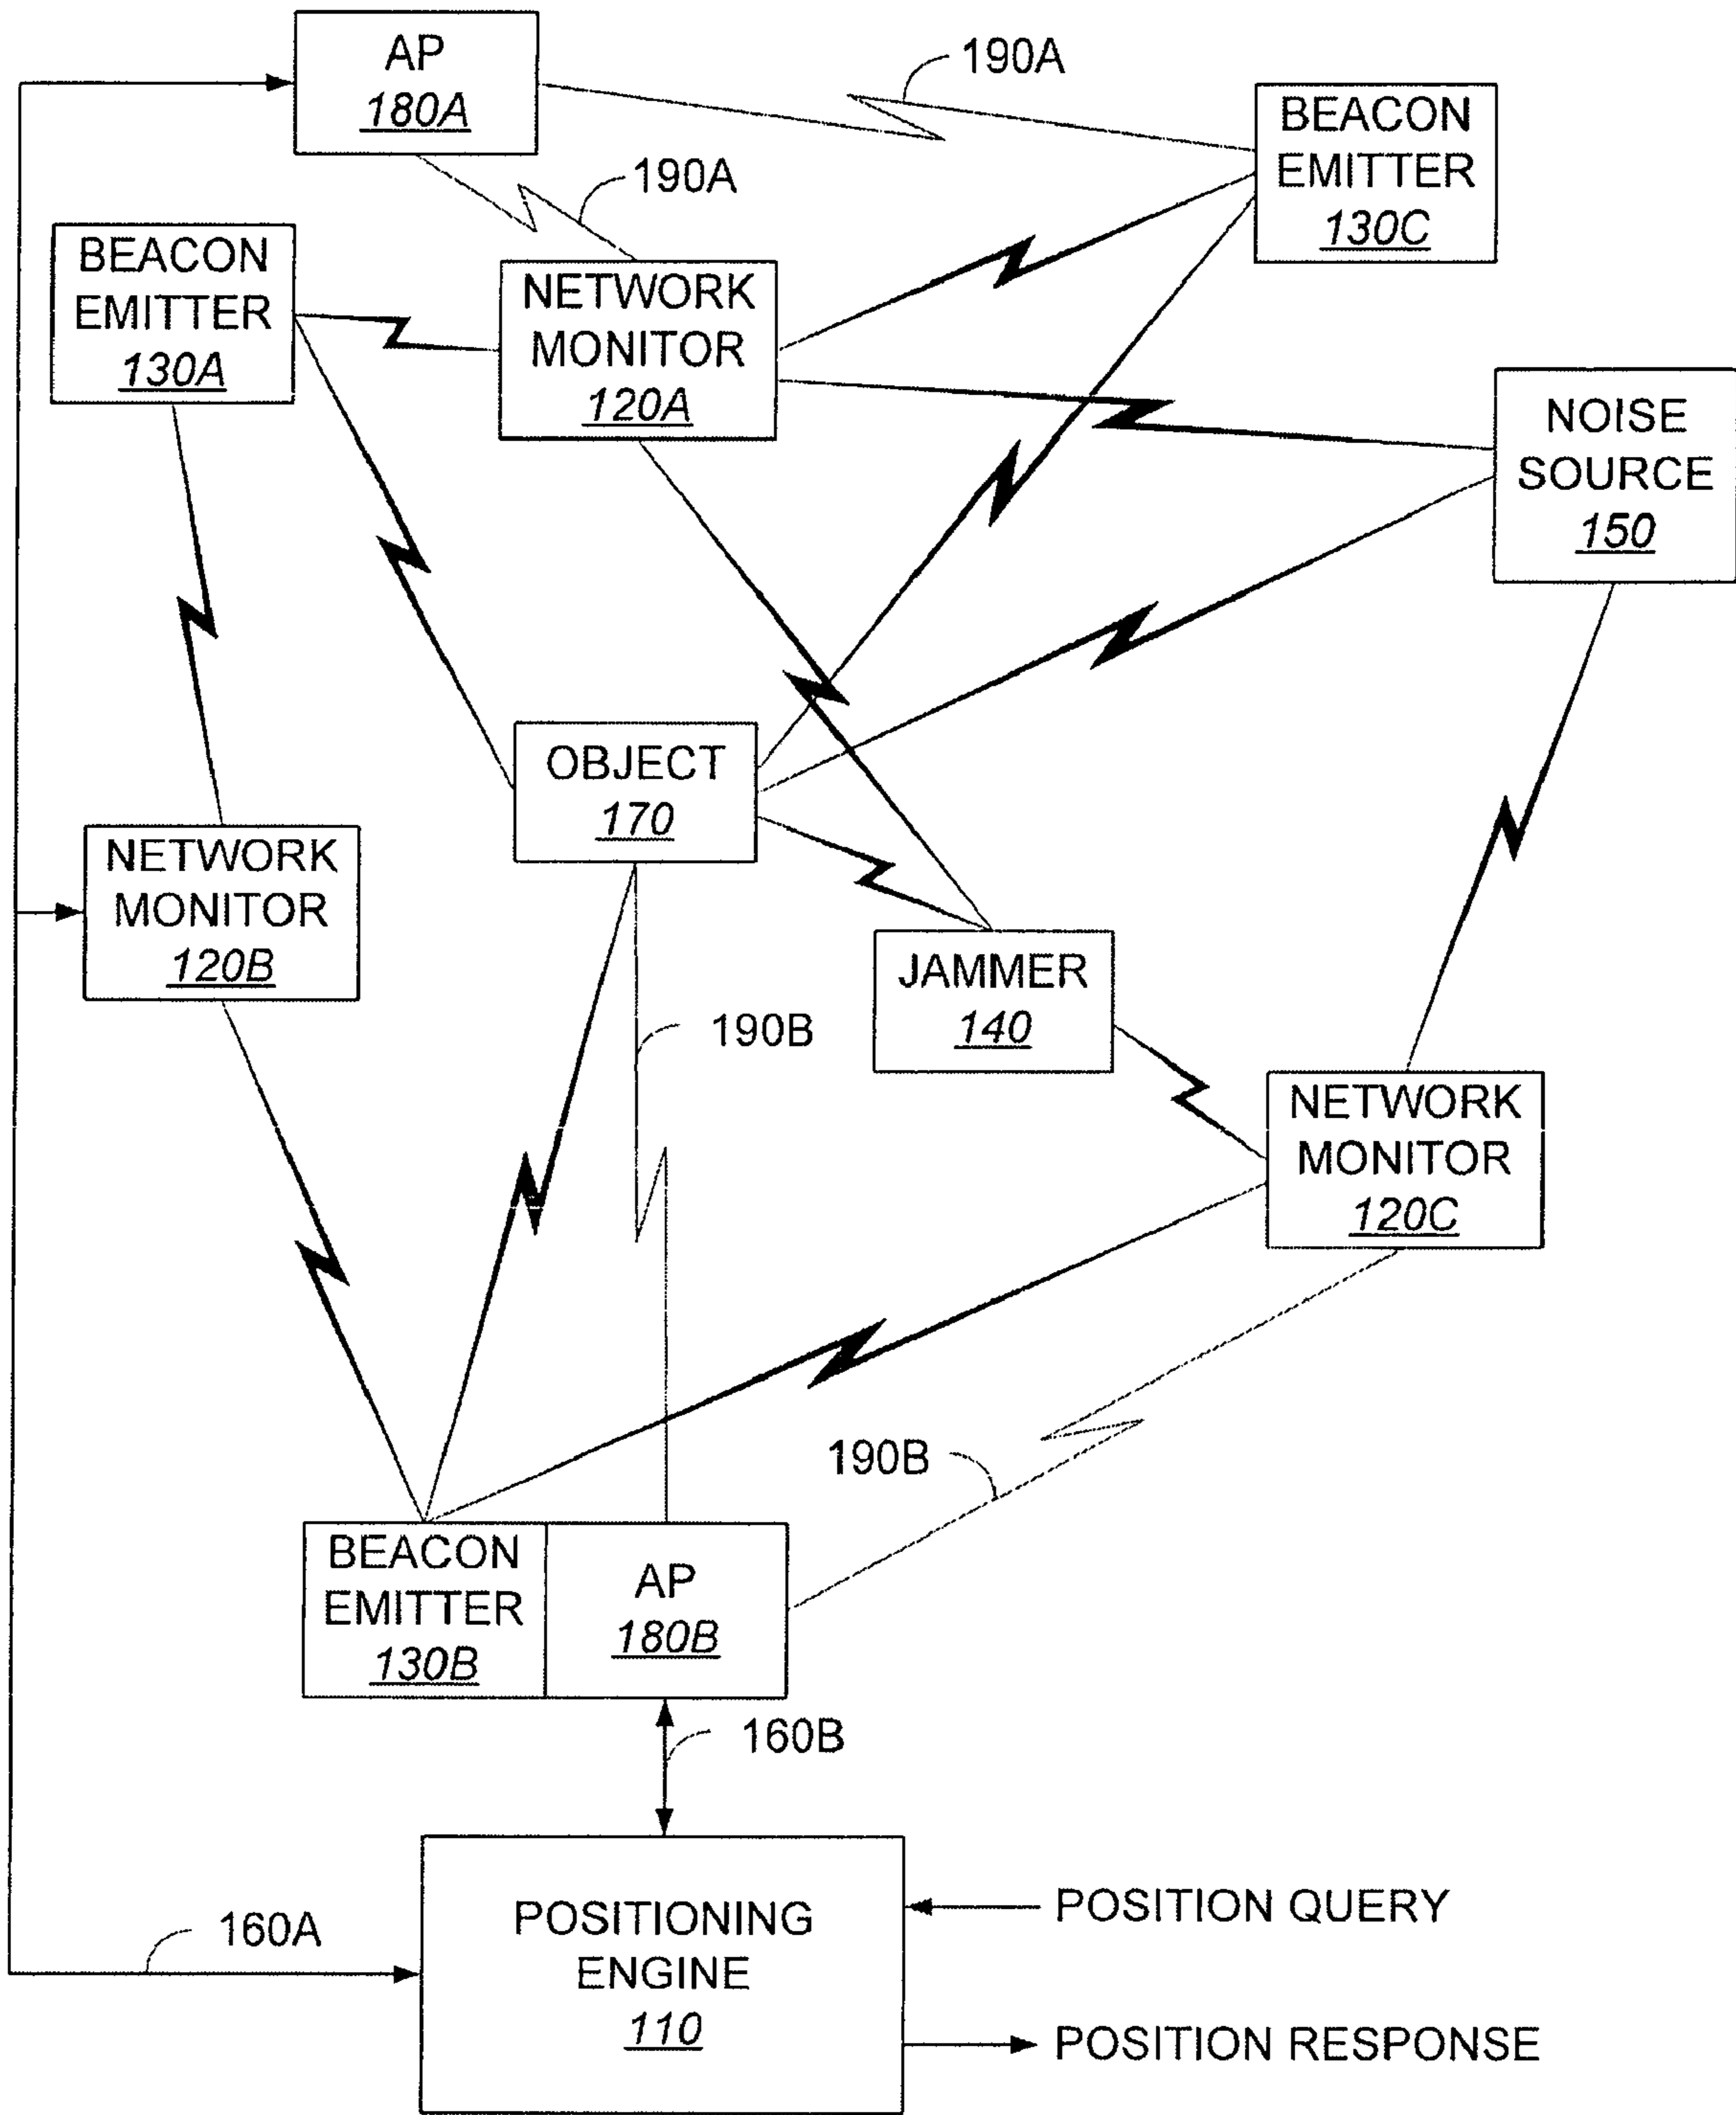 AP
180A
190A
BEACON
EMITTER
130C
190A
BEACON
EMITTER
130A
NETWORK
MONITOR
120A
NOISE
SOURCE
150
OBJECT
170
NETWORK
MONITOR
120B
JAMMER
140
190B
NETWORK
MONITOR
120C
190B
BEACON
EMITTER
130B
AP
180B
160B
POSITIONING
ENGINE
110
POSITION QUERY
160A
POSITION RESPONSE